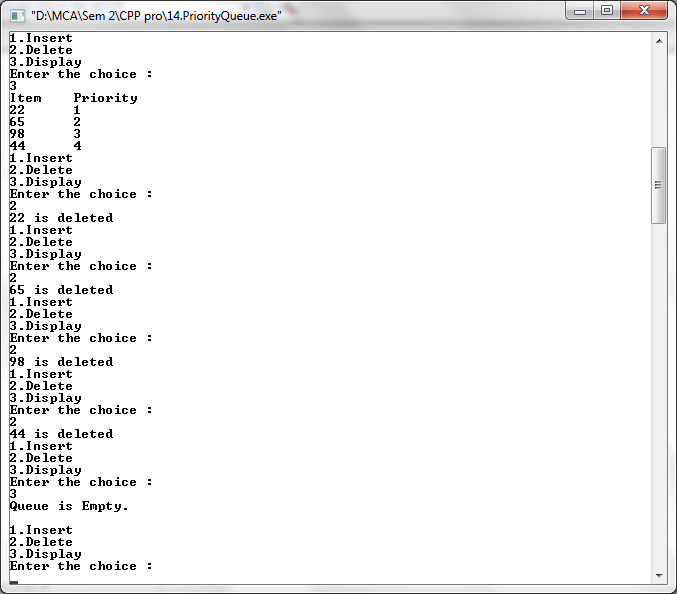 "D:\MCA\Sem 2\CPP pro\14.PriorityQueue.exe"
1.Insert
2.Delete
3.Display
Enter the choice :
3
Item    Priority
22      1
65      2
98      3
44      4
1.Insert
2.Delete
3.Display
Enter the choice :
2
22 is deleted
1.Insert
2.Delete
3.Display
Enter the choice :
2
65 is deleted
1.Insert
2.Delete
3.Display
Enter the choice :
2
98 is deleted
1.Insert
2.Delete
3.Display
Enter the choice :
2
44 is deleted
1.Insert
2.Delete
3.Display
Enter the choice :
3
Queue is Empty.
1.Insert
2.Delete
3.Display
Enter the choice :